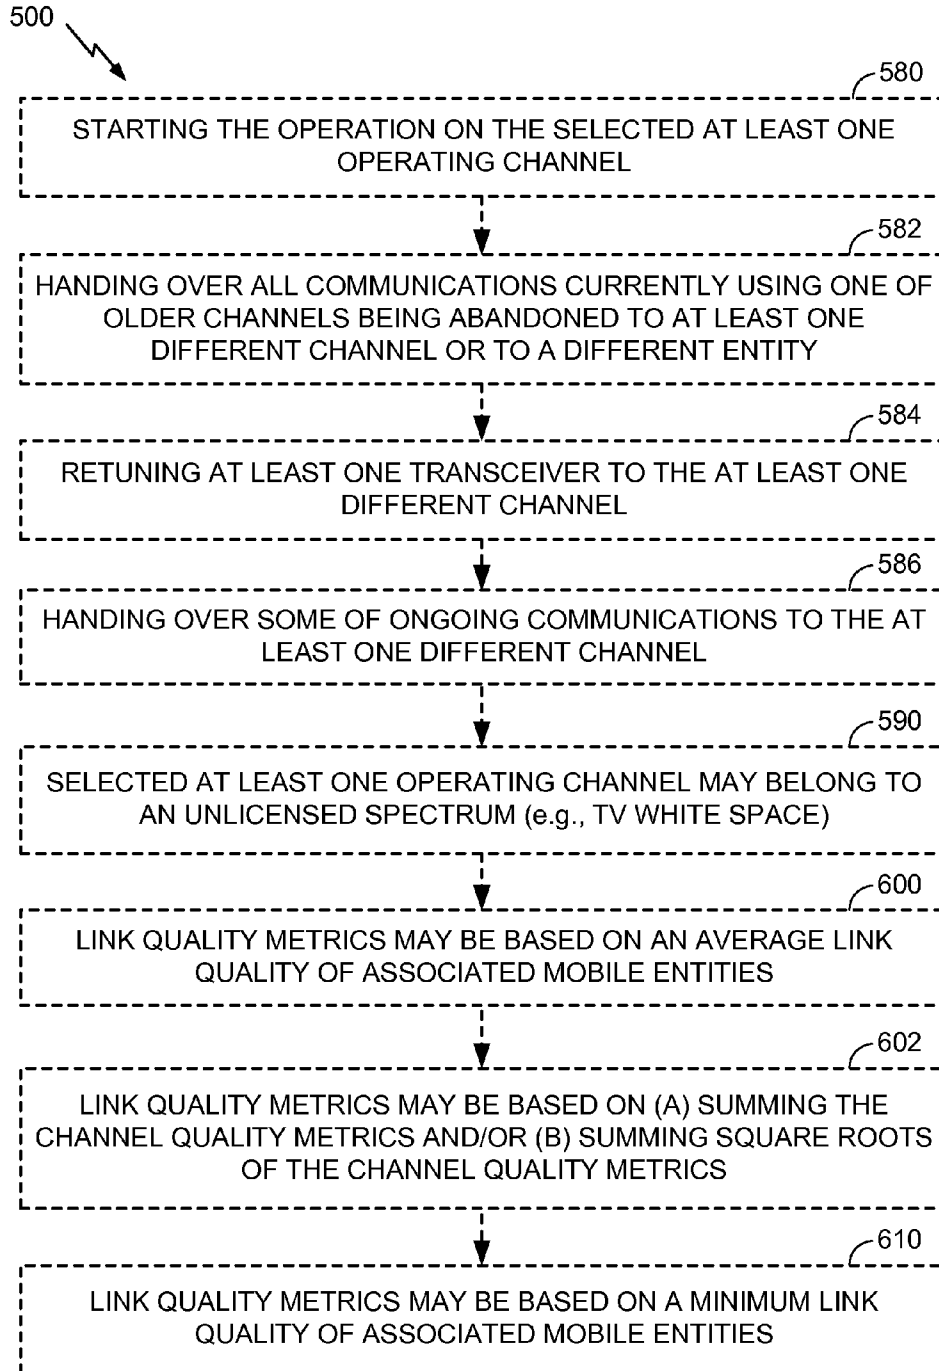 500
580
STARTING THE OPERATION ON THE SELECTED AT LEAST ONE
OPERATING CHANNEL
582
HANDING OVER ALL COMMUNICATIONS CURRENTLY USING ONE OF
OLDER CHANNELS BEING ABANDONED TO AT LEAST ONE
DIFFERENT CHANNEL OR TO A DIFFERENT ENTITY
584
RETUNING AT LEAST ONE TRANSCEIVER TO THE AT LEAST ONE
DIFFERENT CHANNEL
586
HANDING OVER SOME OF ONGOING COMMUNICATIONS TO THE AT
LEAST ONE DIFFERENT CHANNEL
590
SELECTED AT LEAST ONE OPERATING CHANNEL MAY BELONG TO
AN UNLICENSED SPECTRUM (e.g., TV WHITE SPACE)
600
LINK QUALITY METRICS MAY BE BASED ON AN AVERAGE LINK
QUALITY OF ASSOCIATED MOBILE ENTITIES
602
LINK QUALITY METRICS MAY BE BASED ON (A) SUMMING THE
CHANNEL QUALITY METRICS AND/OR (B) SUMMING SQUARE ROOTS
OF THE CHANNEL QUALITY METRICS
610
LINK QUALITY METRICS MAY BE BASED ON A MINIMUM LINK
QUALITY OF ASSOCIATED MOBILE ENTITIES